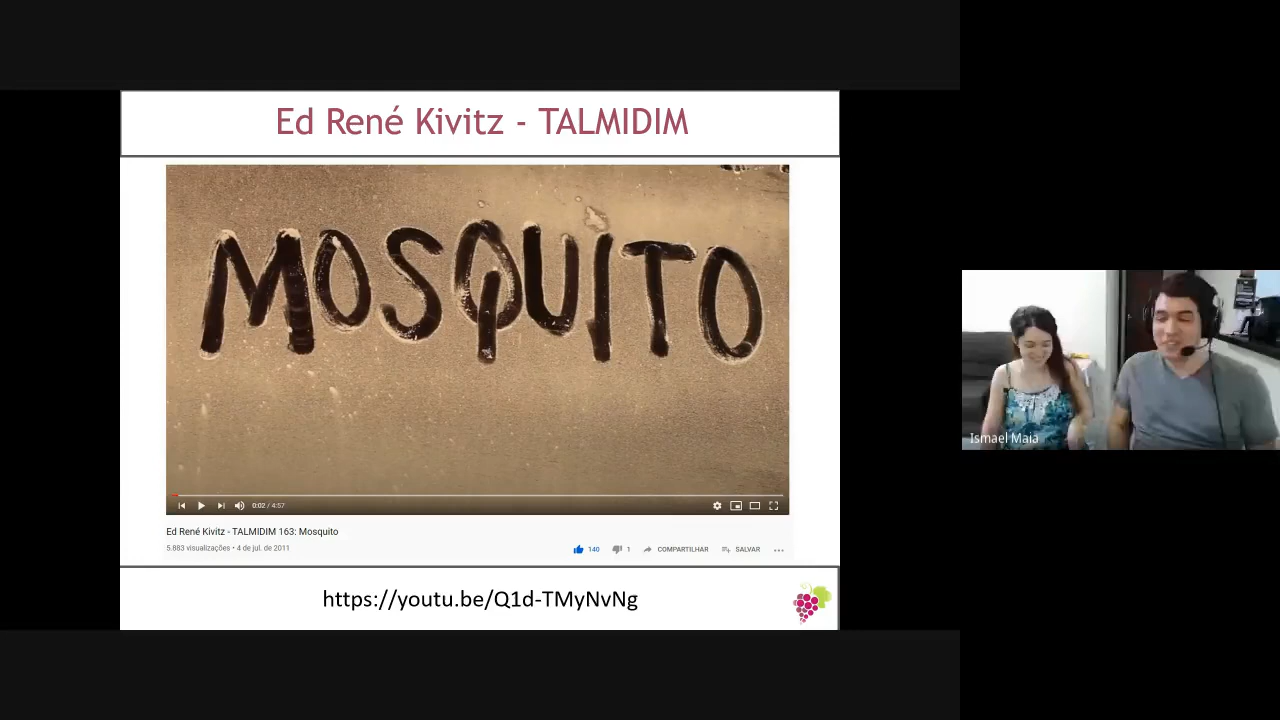 Ed René Kivitz - TALMIDIM
MOSQUITO
0:02 / 4:57
Ed René Kivitz - TALMIDIM 163: Mosquito
5.883 visualizações • 4 de jul. de 2011
140
1
COMPARTILHAR
SALVAR
https://youtu.be/Q1d-TMyNvNg
Ismael Maia